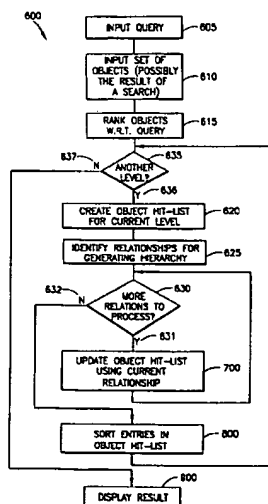 600
INPUT QUERY
605
INPUT SET OF
OBJECTS (POSSIBLY
THE RESULT OF
A SEARCH)
610
RANK OBJECTS
W.R.T. QUERY
615
637
N
635
ANOTHER
LEVEL?
Y
636
CREATE OBJECT HIT-LIST
FOR CURRENT LEVEL
620
IDENTIFY RELATIONSHIPS FOR
GENERATING HIERARCHY
625
632
N
630
MORE
RELATIONS TO
PROCESS?
Y
631
UPDATE OBJECT HIT-LIST
USING CURRENT
RELATIONSHIP
700
SORT ENTRIES IN
OBJECT HIT-LIST
800
DISPLAY RESULT
900